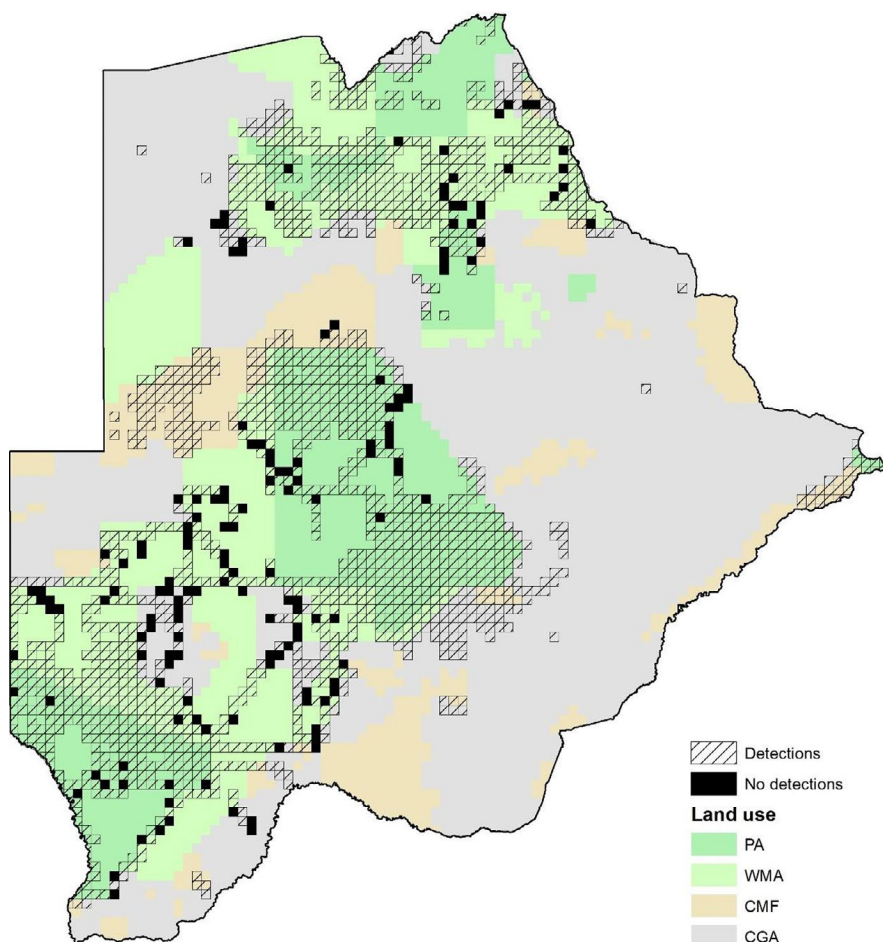 Detections
No detections
Land use
PA
WMA
CMF
CGA